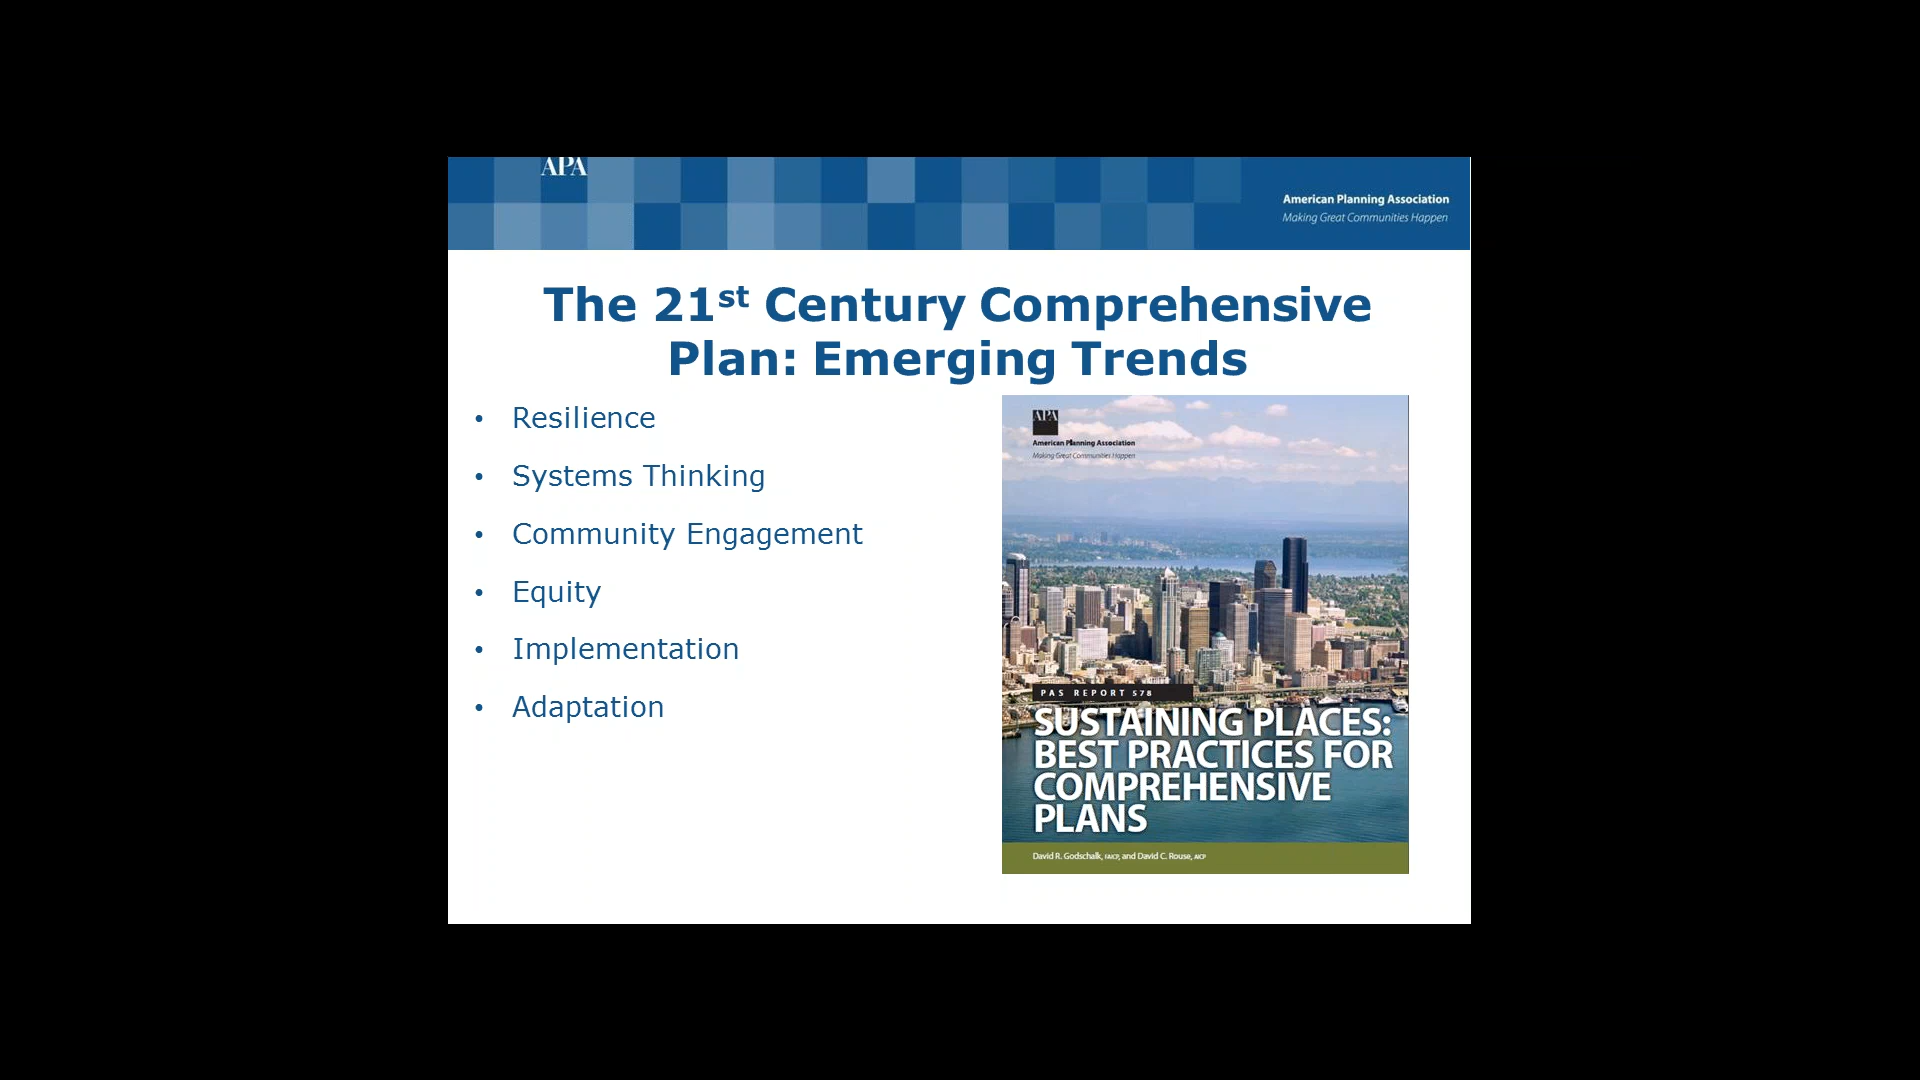 APA
American Planning Association
Making Great Communities Happen
The 21st Century Comprehensive
Plan: Emerging Trends
• Resilience
• Systems Thinking
• Community Engagement
• Equity
• Implementation
• Adaptation
APA
American Planning Association
Making Great Communities Happen
PAS REPORT 578
SUSTAINING PLACES:
BEST PRACTICES FOR
COMPREHENSIVE
PLANS
David R. Godschalk, FAICP, and David C. Rouse, AICP